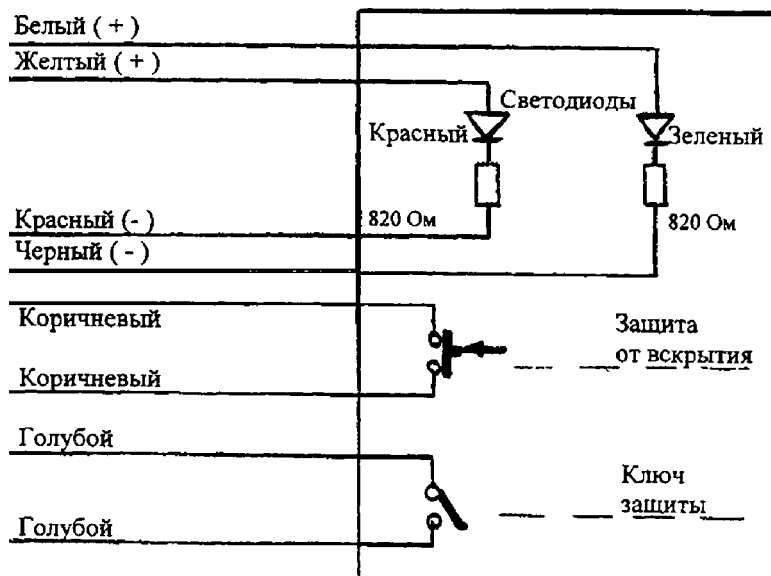 Белый ( + )
Желтый ( + )
Светодиоды
Красный
Зеленый
Красный (- )
820 Ом
820 Ом
Черный ( - )
Коричневый
Защита
от вскрытия
Коричневый
Голубой
Ключ
защиты
Голубой